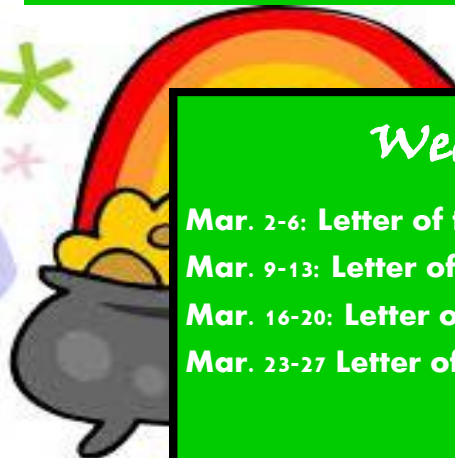 Mar. 2-6: Letter of
Mar. 9-13: Letter of
Mar. 16-20: Letter
Mar. 23-27 Letter of